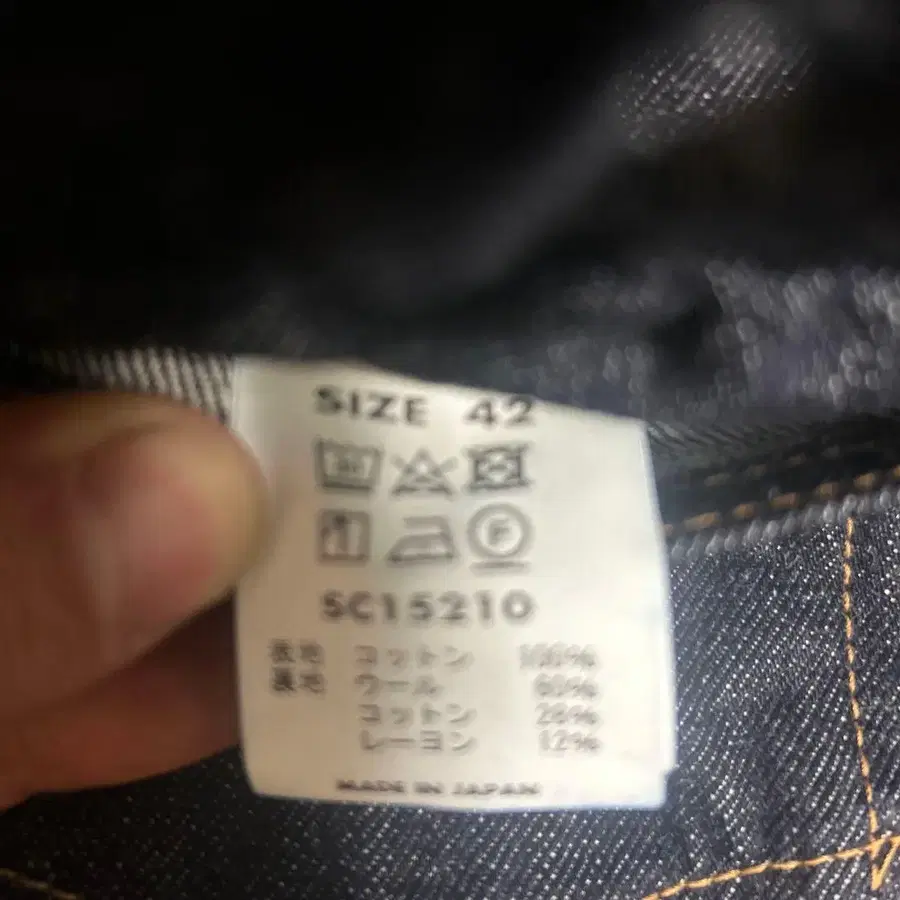 SIZE 42
F
SC15210
表地 コットン 100%
裏地 ウール 60%
コットン 28%
レーヨン 12%
MADE IN JAPAN